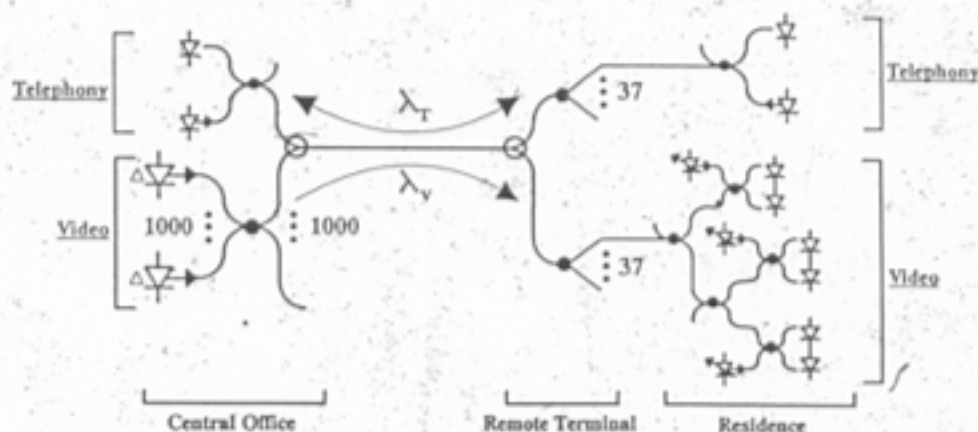 Telephony
λT
37
Telephony
Video
1000
1000
λV
37
Video
Central Office
Remote Terminal
Residence